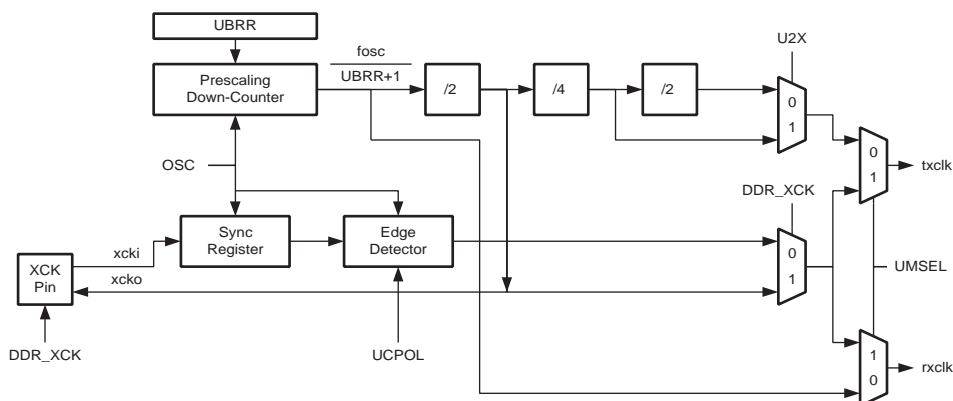 UBRR
fosc
UBRR+1
U2X
Prescaling
Down-Counter
/2
/4
/2
0
1
OSC
0
1
txclk
DDR_XCK
Sync
Register
Edge
Detector
xcki
0
1
XCK
Pin
xcko
UMSEL
DDR_XCK
UCPOL
1
0
rxclk